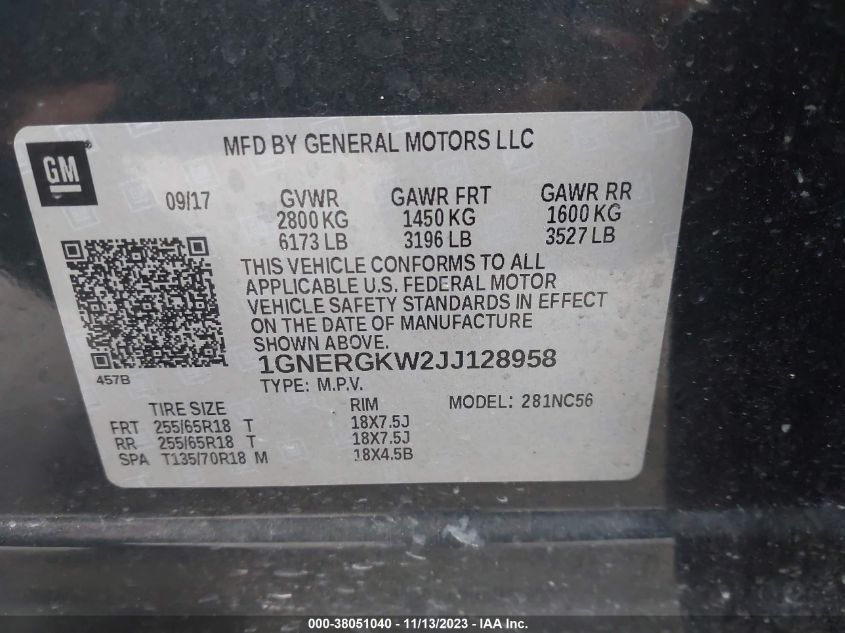 MFD BY GENERAL MOTORS LLC
GM
09/17 GVWR GAWR FRT GAWR RR
2800 KG 1450 KG 1600 KG
6173 LB 3196 LB 3527 LB
THIS VEHICLE CONFORMS TO ALL
APPLICABLE U.S. FEDERAL MOTOR
VEHICLE SAFETY STANDARDS IN EFFECT
ON THE DATE OF MANUFACTURE
SHOWN ABOVE.
1GNERGKW2JJ128958
457B
TYPE: M.P.V.
TIRE SIZE RIM MODEL: 281NC56
FRT 255/65R18 T 18X7.5J
RR 255/65R18 T 18X7.5J
SPA T135/70R18 M 18X4.5B
000-38051040 - 11/13/2023 - IAA Inc.